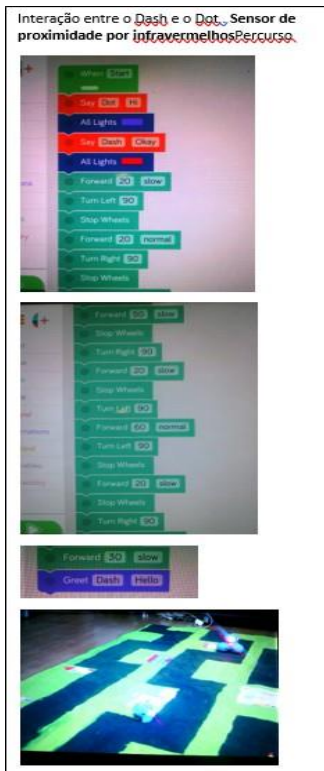 Interação entre o Dash e o Dot. Sensor de
proximidade por infravermelhosPercurso
When Start
Say Dot Hi
All Lights
Say Dash Okay
All Lights
Forward 20 slow
Turn Left 90
Stop Wheels
Forward 20 normal
Turn Right 90
Stop Wheels
Forward 50 slow
Stop Wheels
Turn Right 90
Forward 20 slow
Stop Wheels
Turn Left 90
Forward 60 normal
Turn Left 90
Stop Wheels
Forward 20 slow
Stop Wheels
Turn Right 90
Forward 30 slow
Greet Dash Hello